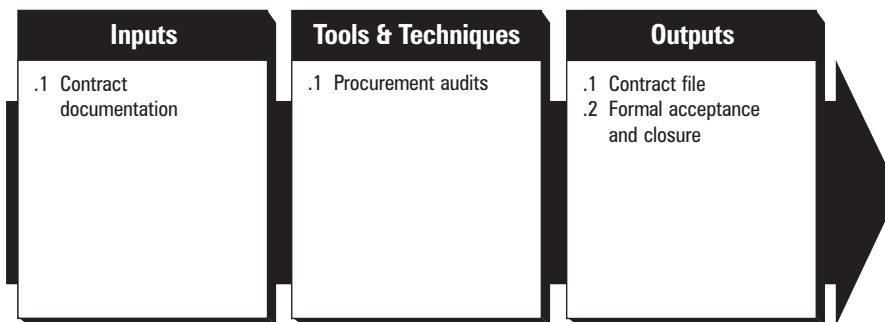 Inputs
.1 Contract
documentation
Tools & Techniques
.1 Procurement audits
Outputs
.1 Contract file
.2 Formal acceptance
and closure